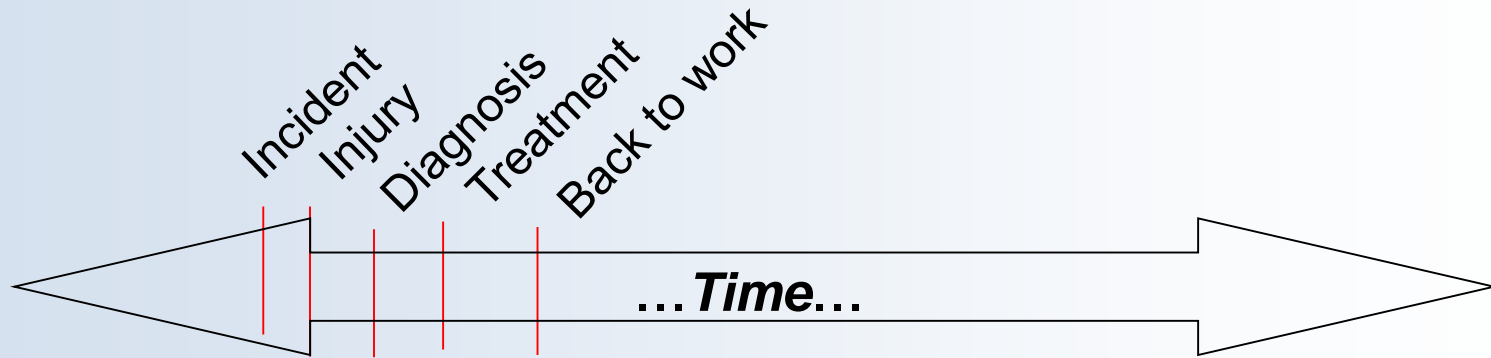 Incident
Injury
Diagnosis
Treatment
Back to work
...Time...